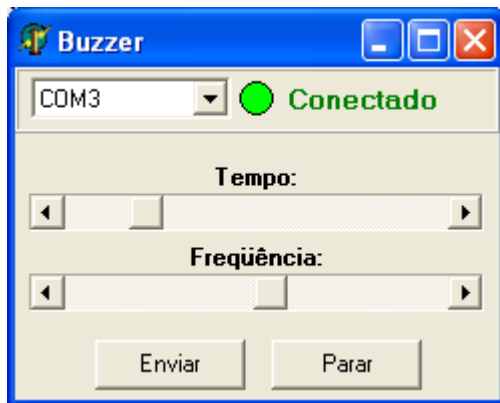 Buzzer
COM3 Conectado
Tempo:
Freqüência:
Enviar Parar